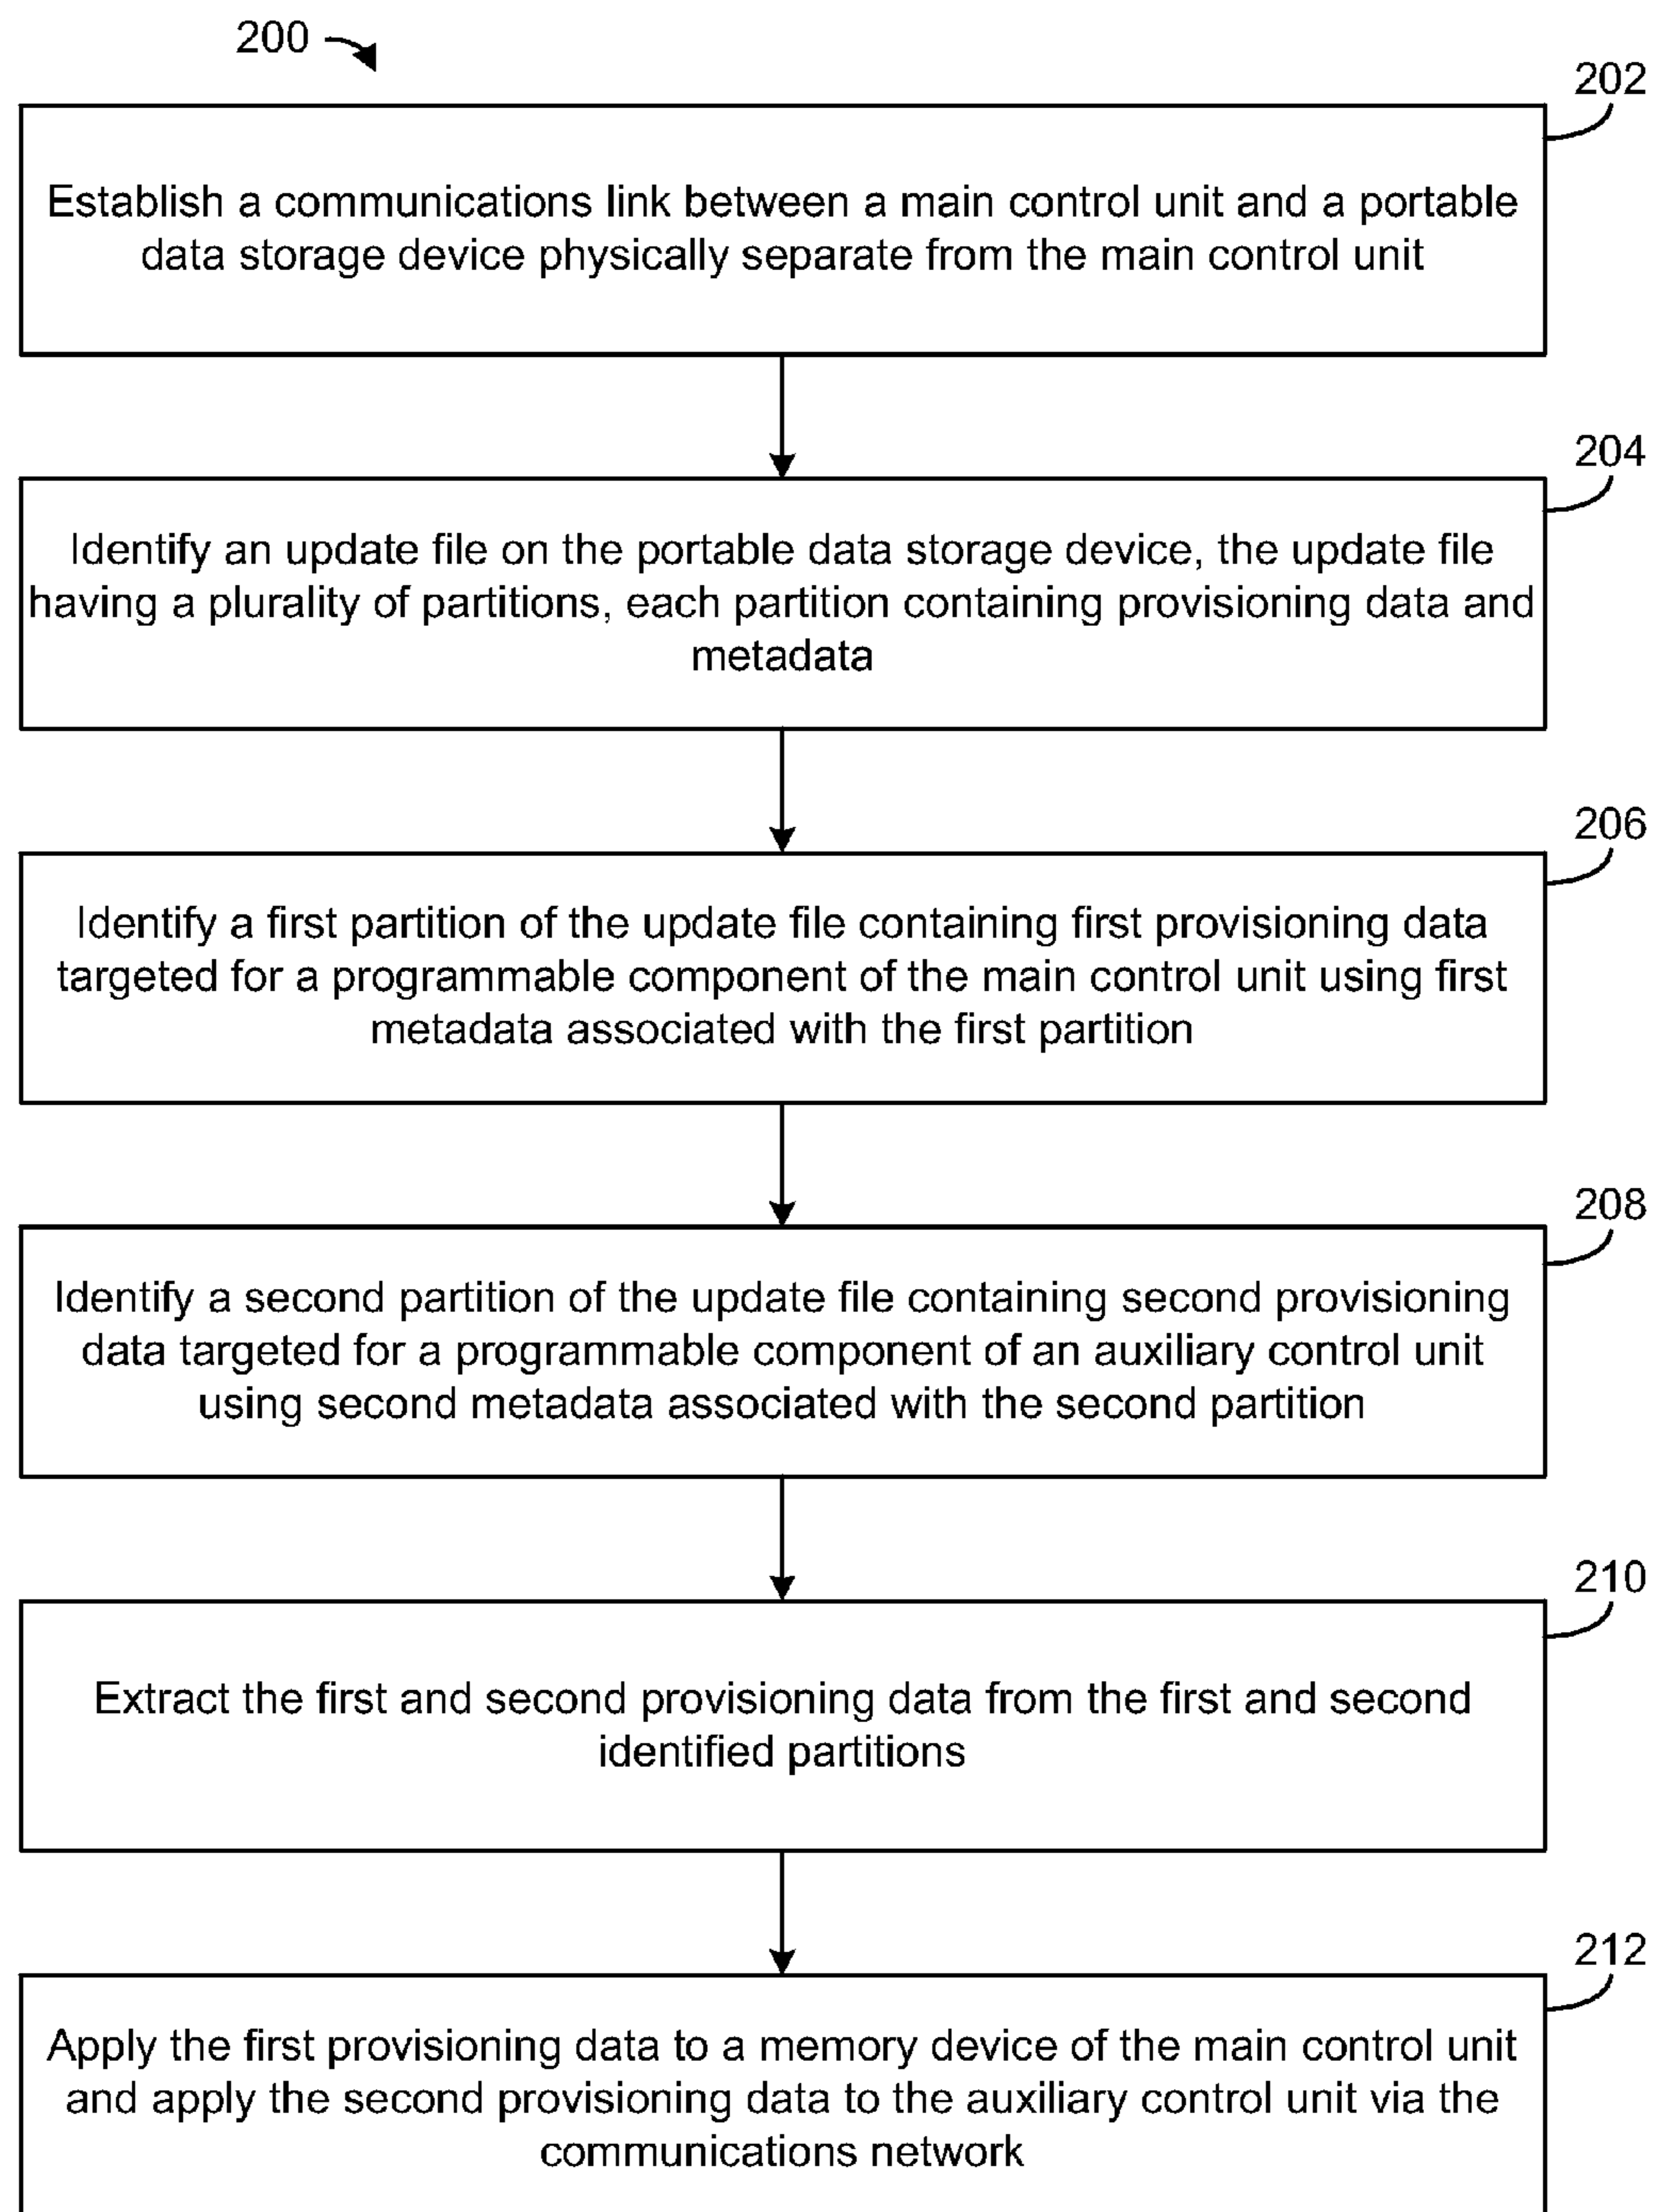 200
202
Establish a communications link between a main control unit and a portable
data storage device physically separate from the main control unit
204
Identify an update file on the portable data storage device, the update file
having a plurality of partitions, each partition containing provisioning data and
metadata
206
Identify a first partition of the update file containing first provisioning data
targeted for a programmable component of the main control unit using first
metadata associated with the first partition
208
Identify a second partition of the update file containing second provisioning
data targeted for a programmable component of an auxiliary control unit
using second metadata associated with the second partition
210
Extract the first and second provisioning data from the first and second
identified partitions
212
Apply the first provisioning data to a memory device of the main control unit
and apply the second provisioning data to the auxiliary control unit via the
communications network